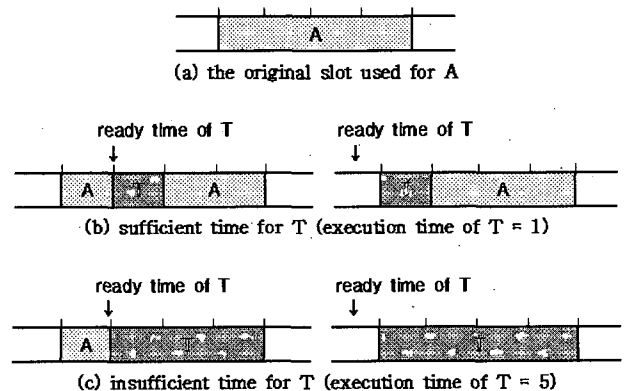 A
(a) the original slot used for A
ready time of T ready time of T
A T A T A
(b) sufficient time for T (execution time of T = 1)
ready time of T ready time of T
A T T
(c) insufficient time for T (execution time of T = 5)